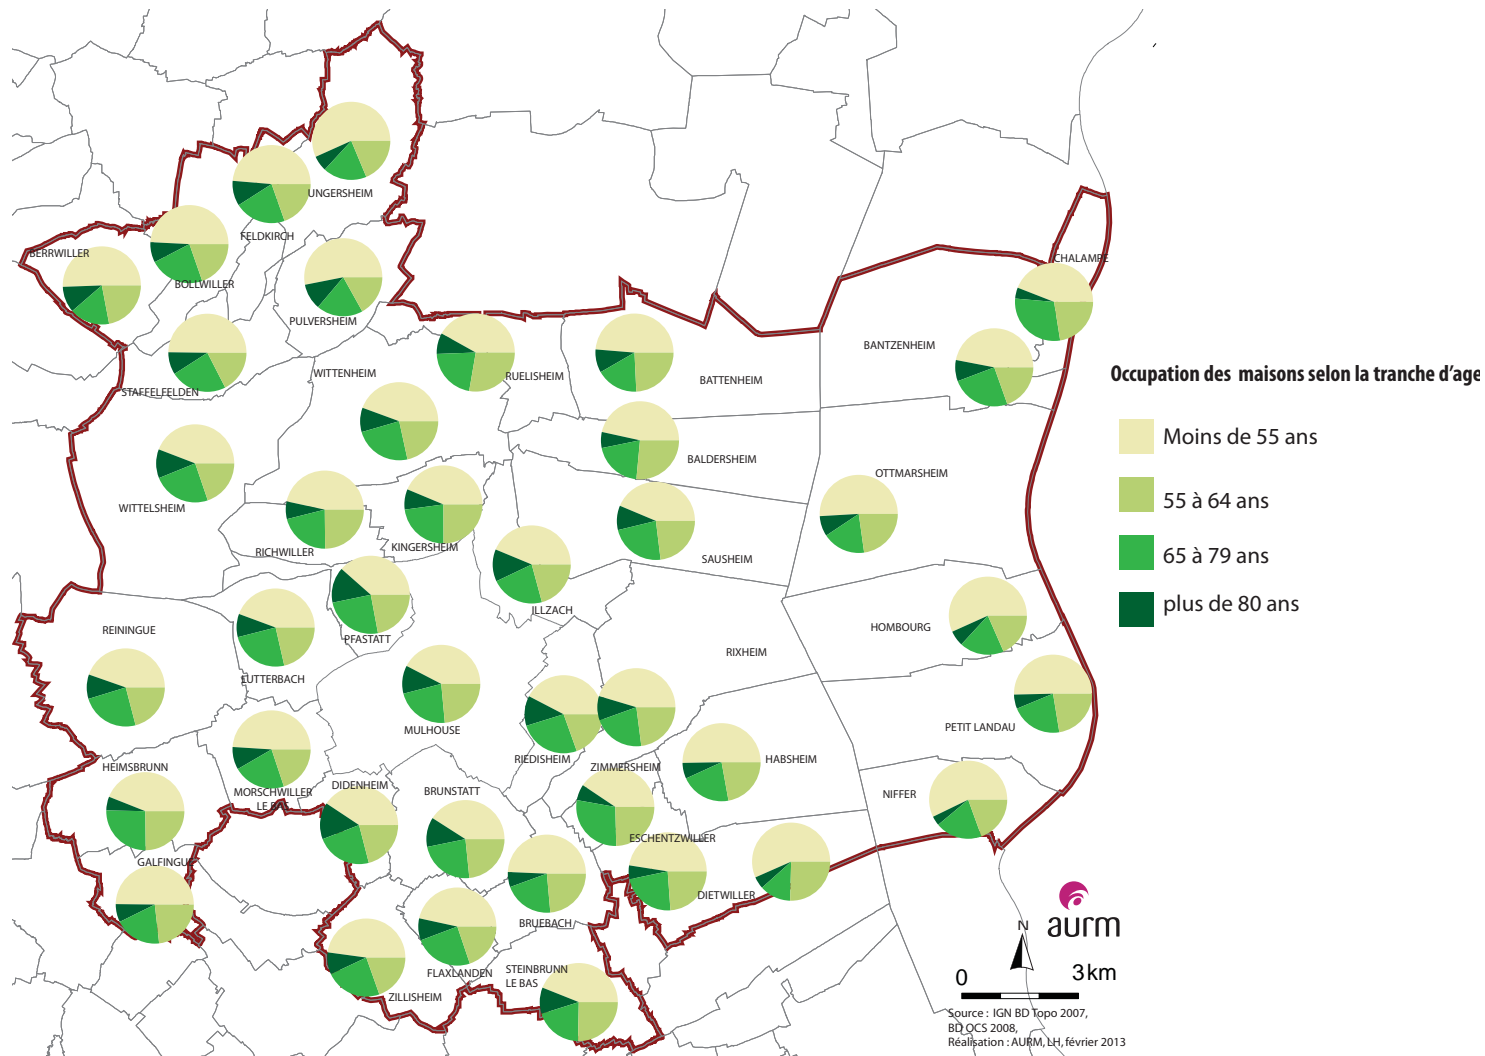 UNGERSHEIM
FELDKIRCH
BERRWILLER
BOLLWILLER
CHALAMPE
PULVERSHEIM
BANTZENHEIM
WITTENHEIM
RUELISHEIM
BATTENHEIM
STAFFELFELDEN
BALDERSHEIM
OTTMARSHEIM
WITTELSHEIM
RICHWILLER
KINGERSHEIM
SAUSHEIM
ILLZACH
REININGUE
PFASTATT
HOMBOURG
RIXHEIM
LUTTERBACH
MULHOUSE
PETIT LANDAU
RIEDISHEIM
HABSHEIM
HEIMSBRUNN
ZIMMERSHEIM
MORSCHWILLER
LE BAS
DIDENHEIM
BRUNSTATT
NIFFER
ESCHENTZWILLER
GALFINGUE
DIETWILLER
BRUEBACH
FLAXLANDEN
STEINBRUNN
LE BAS
ZILLISHEIM
Occupation des maisons selon la tranche d'age
Moins de 55 ans
55 à 64 ans
65 à 79 ans
plus de 80 ans
aurm
N
0 3 km
Source : IGN BD Topo 2007,
BD OCS 2008,
Réalisation : AURM, LH, février 2013